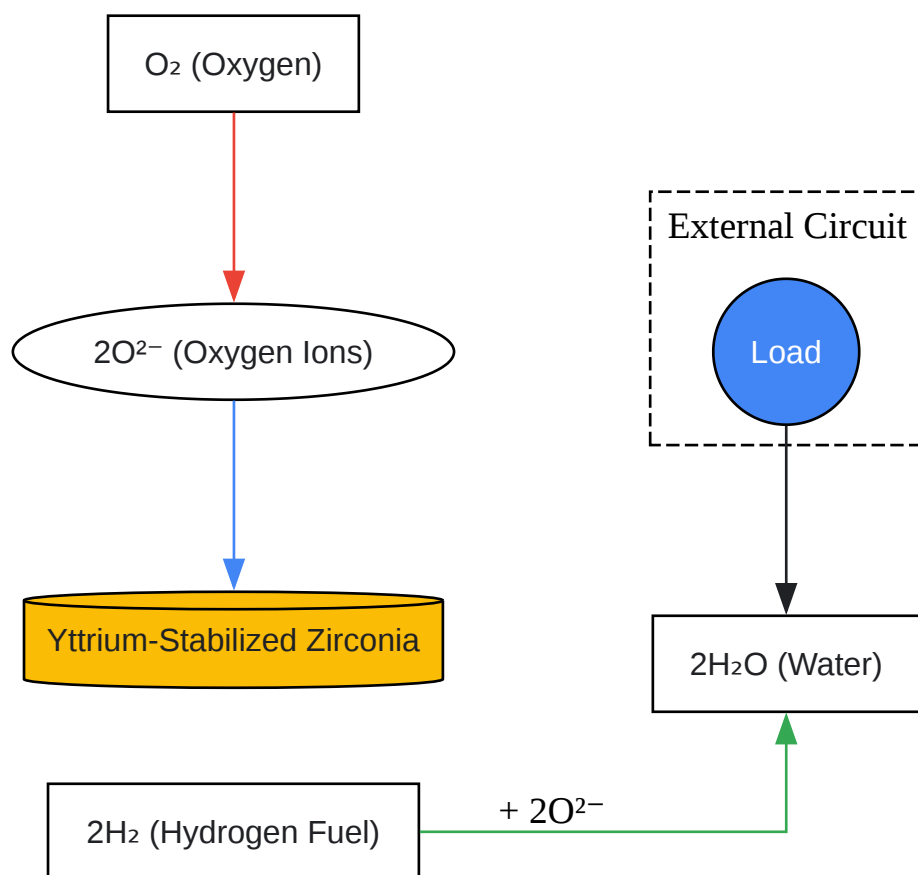 O₂ (Oxygen)
External Circuit
2O²⁻ (Oxygen Ions)
Load
Yttrium-Stabilized Zirconia
2H₂O (Water)
+ 2O²⁻
2H₂ (Hydrogen Fuel)